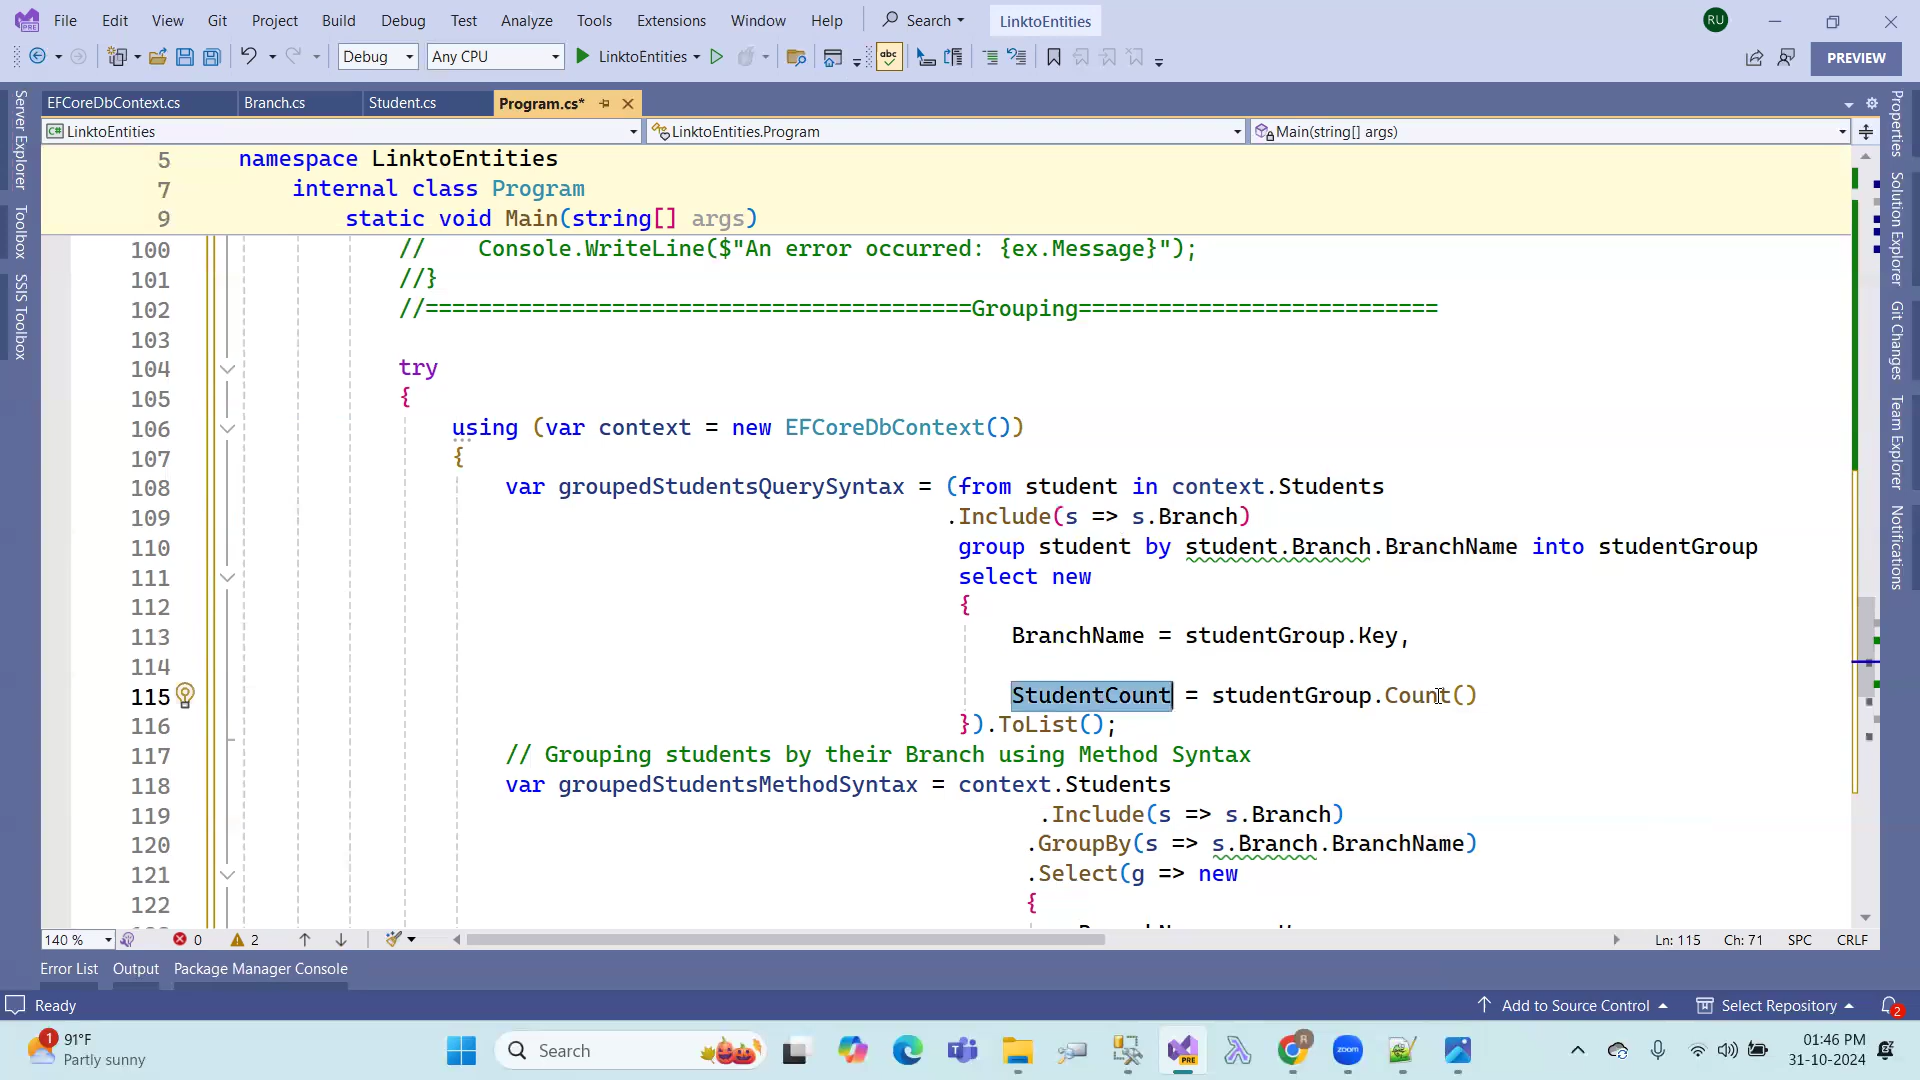 File Edit View Git Project Build Debug Test Analyze Tools Extensions Window Help Search LinktoEntities RU
Debug Any CPU LinktoEntities abc PREVIEW
EFCoreDbContext.cs Branch.cs Student.cs Program.cs*
C# LinktoEntities LinktoEntities.Program Main(string[] args)
Server Explorer
Toolbox
SSIS Toolbox
5 namespace LinktoEntities
7 internal class Program
9 static void Main(string[] args)
100 // Console.WriteLine($"An error occurred: {ex.Message}");
101 //}
102 //=========================================Grouping===========================
103
104 try
105 {
106 using (var context = new EFCoreDbContext())
107 {
108 var groupedStudentsQuerySyntax = (from student in context.Students
109 .Include(s => s.Branch)
110 group student by student.Branch.BranchName into studentGroup
111 select new
112 {
113 BranchName = studentGroup.Key,
114
115 StudentCount = studentGroup.Count()
116 }).ToList();
117 // Grouping students by their Branch using Method Syntax
118 var groupedStudentsMethodSyntax = context.Students
119 .Include(s => s.Branch)
120 .GroupBy(s => s.Branch.BranchName)
121 .Select(g => new
122 {
Properties
Solution Explorer
Git Changes
Team Explorer
Notifications
140 % 0 2 Ln: 115 Ch: 71 SPC CRLF
Error List Output Package Manager Console
Ready Add to Source Control Select Repository 2
1 91°F
Partly sunny
Search
PRE
R
zoom
01:46 PM
31-10-2024